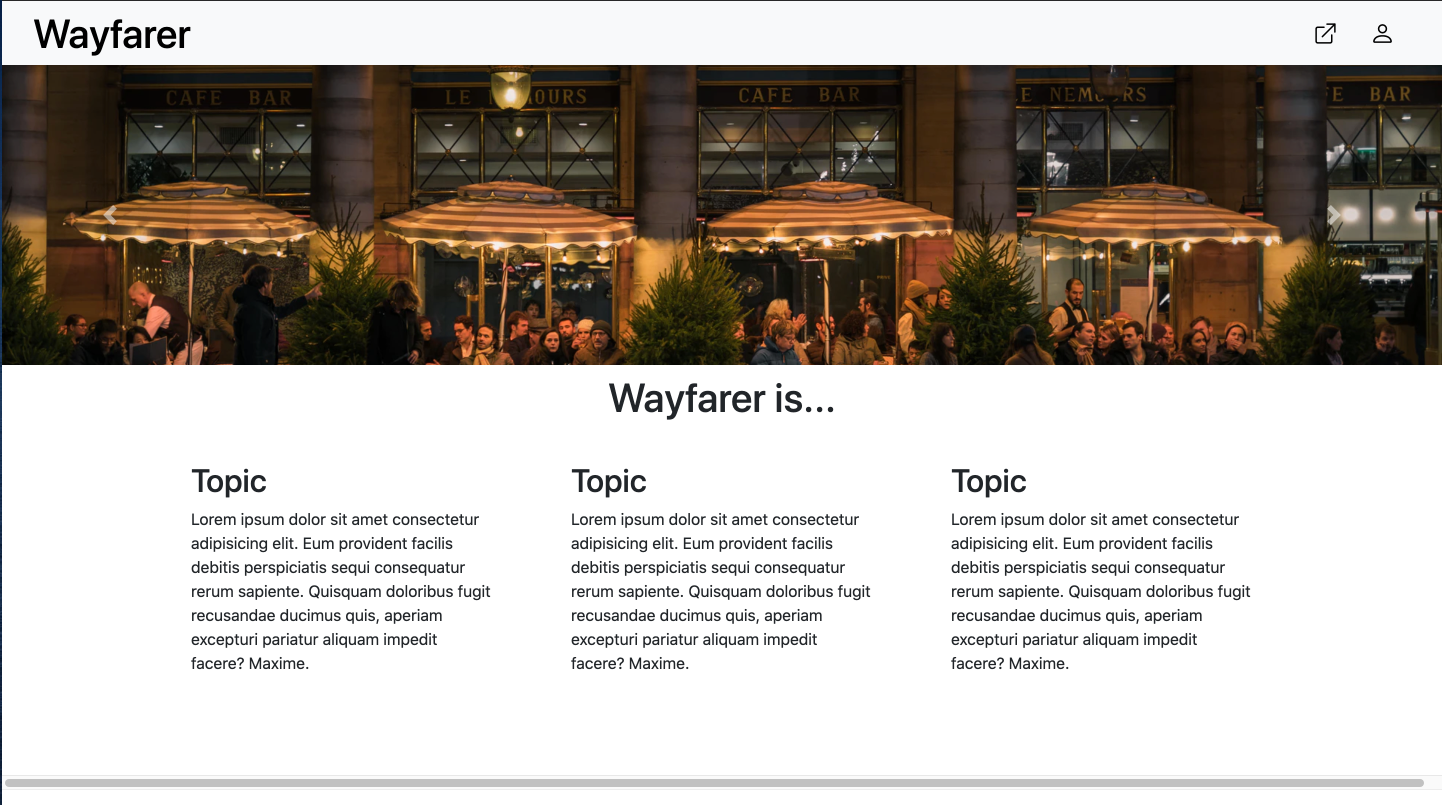 Wayfarer
CAFE BAR
LE
OURS
CAFE BAR
E NEMOURS
E BAR
Wayfarer is...
Topic
Lorem ipsum dolor sit amet consectetur
adipisicing elit. Eum provident facilis
debitis perspiciatis sequi consequatur
rerum sapiente. Quisquam doloribus fugit
recusandae ducimus quis, aperiam
excepturi pariatur aliquam impedit
facere? Maxime.
Topic
Lorem ipsum dolor sit amet consectetur
adipisicing elit. Eum provident facilis
debitis perspiciatis sequi consequatur
rerum sapiente. Quisquam doloribus fugit
recusandae ducimus quis, aperiam
excepturi pariatur aliquam impedit
facere? Maxime.
Topic
Lorem ipsum dolor sit amet consectetur
adipisicing elit. Eum provident facilis
debitis perspiciatis sequi consequatur
rerum sapiente. Quisquam doloribus fugit
recusandae ducimus quis, aperiam
excepturi pariatur aliquam impedit
facere? Maxime.